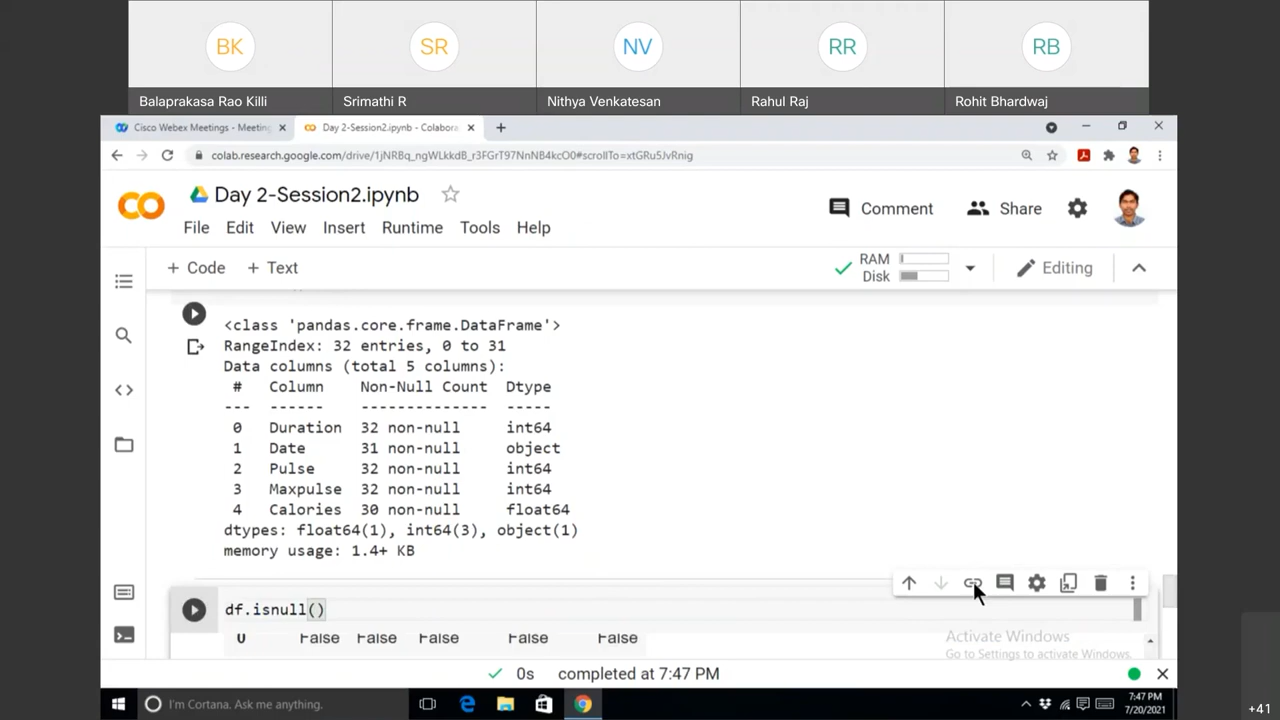 BK
SR
NV
RR
RB
Balaprakasa Rao Killi
Srimathi R
Nithya Venkatesan
Rahul Raj
Rohit Bhardwaj
Cisco Webex Meetings - Meeting
Day 2-Session2.ipynb - Colabora
colab.research.google.com/drive/1jNRBq_ngWLkkdB_r3FGrT97NnNB4kcO0#scrollTo=xtGRu5JvRnig
Day 2-Session2.ipynb
Comment
Share
File Edit View Insert Runtime Tools Help
+ Code + Text
RAM
Disk
Editing
<class 'pandas.core.frame.DataFrame'>
RangeIndex: 32 entries, 0 to 31
Data columns (total 5 columns):
# Column Non-Null Count Dtype
--- ------ -------------- -----
0 Duration 32 non-null int64
1 Date 31 non-null object
2 Pulse 32 non-null int64
3 Maxpulse 32 non-null int64
4 Calories 30 non-null float64
dtypes: float64(1), int64(3), object(1)
memory usage: 1.4+ KB
df.isnull()
0 False False False False False
Activate Windows
Go to Settings to activate Windows.
0s completed at 7:47 PM
I'm Cortana. Ask me anything.
7:47 PM
7/20/2021
+41